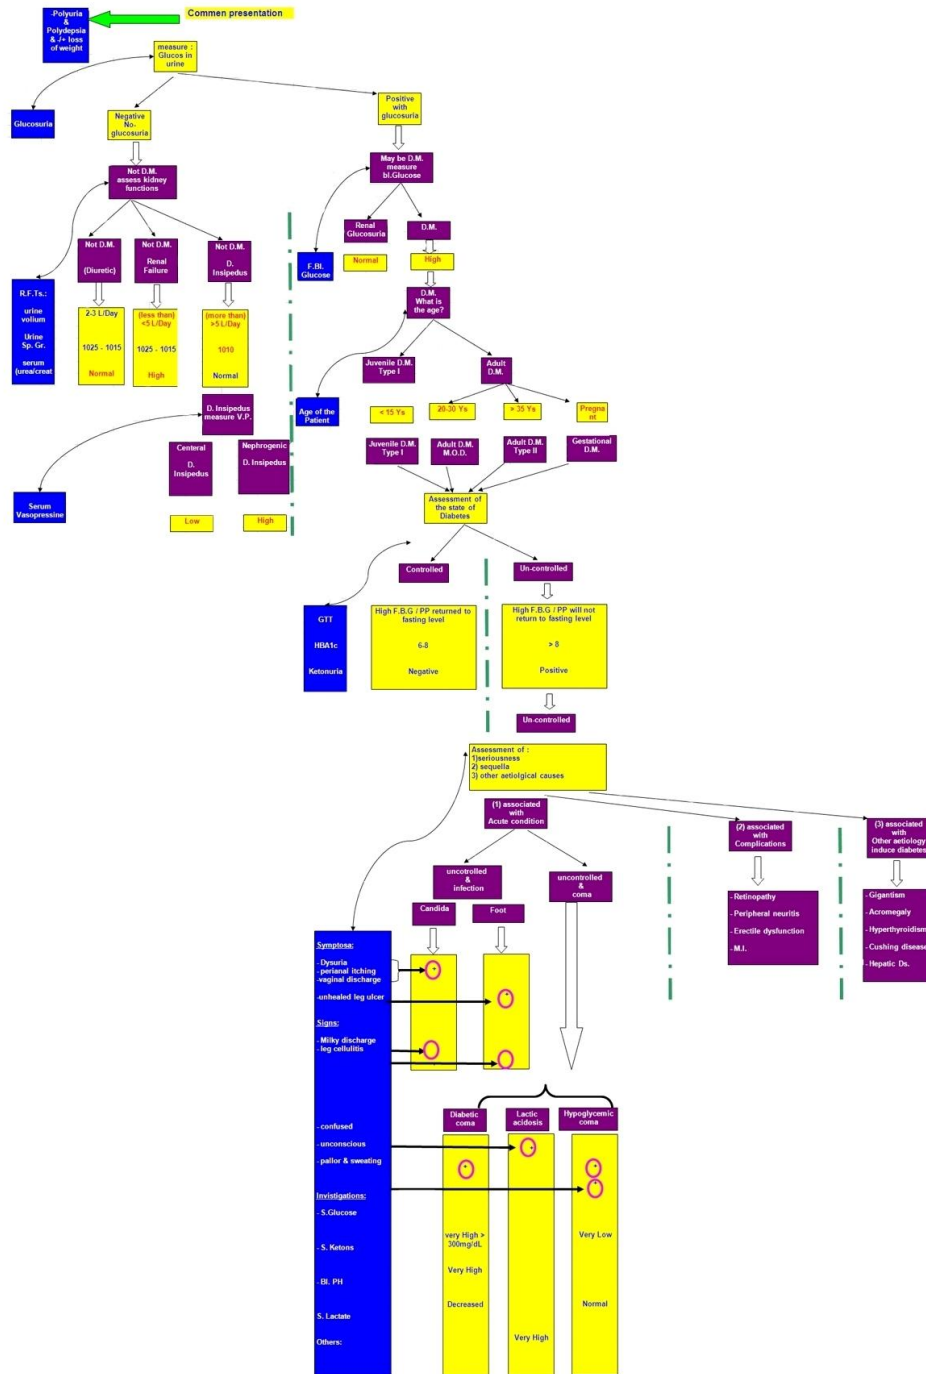 -Polyuria
&
Polydepsia
& -/+ loss
of weight
Commen presentation
measure :
Glucos in
urine
Glucosuria
Negative
No-
glucosuria
Positive
with
glucosuria
Not D.M.
assess kidney
functions
May be D.M.
measure
bl.Glucose
Not D.M.
(Diuretic)
Not D.M.
Renal
Failure
Not D.M.
D.
Insipedus
Renal
Glucosuria
D.M.
Normal
High
F.Bl.
Glucose
R.F.Ts.:
urine
volium
Urine
Sp. Gr.
serum
(urea/creat
2-3 L/Day
1025 - 1015
Normal
(less than)
<5 L/Day
1025 - 1015
High
(more than)
>5 L/Day
1010
Normal
D.M.
What is
the age?
Juvenile D.M.
Type I
Adult
D.M.
Age of the
Patient
< 15 Ys
20-30 Ys
> 35 Ys
Pregna
nt
D. Insipedus
measure V.P.
Centeral
D.
Insipedus
Nephrogenic
D. Insipedus
Juvenile D.M.
Type I
Adult D.M.
M.O.D.
Adult D.M.
Type II
Gestational
D.M.
Serum
Vasopressine
Low
High
Assessment of
the state of
Diabetes
Controlled
Un-controlled
GTT
HBA1c
Ketonuria
High F.B.G / PP returned to
fasting level
6-8
Negative
High F.B.G / PP will not
return to fasting level
> 8
Positive
Un-controlled
Assessment of :
1)seriousness
2) sequella
3) other aetiolgical causes
(1) associated
with
Acute condition
(2) associated
with
Complications
(3) associated
with
Other aetiology
induce diabetes
uncotrolled
&
infection
uncontrolled
&
coma
Candida
Foot
- Retinopathy
- Peripheral neuritis
- Erectile dysfunction
- M.I.
- Gigantism
- Acromegaly
- Hyperthyroidism
- Cushing disease
- Hepatic Ds.
Symptosa:
- Dysuria
- perianal itching
-vaginal discharge
-unhealed leg ulcer
Signs:
- Milky discharge
- leg cellulitis
- confused
- unconscious
- pallor & sweating
Invistigations:
- S.Glucose
- S. Ketons
- Bl. PH
S. Lactate
Others:
Diabetic
coma
Lactic
acidosis
Hypoglycemic
coma
very High >
300mg/dL
Very High
Decreased
Very High
Very Low
Normal